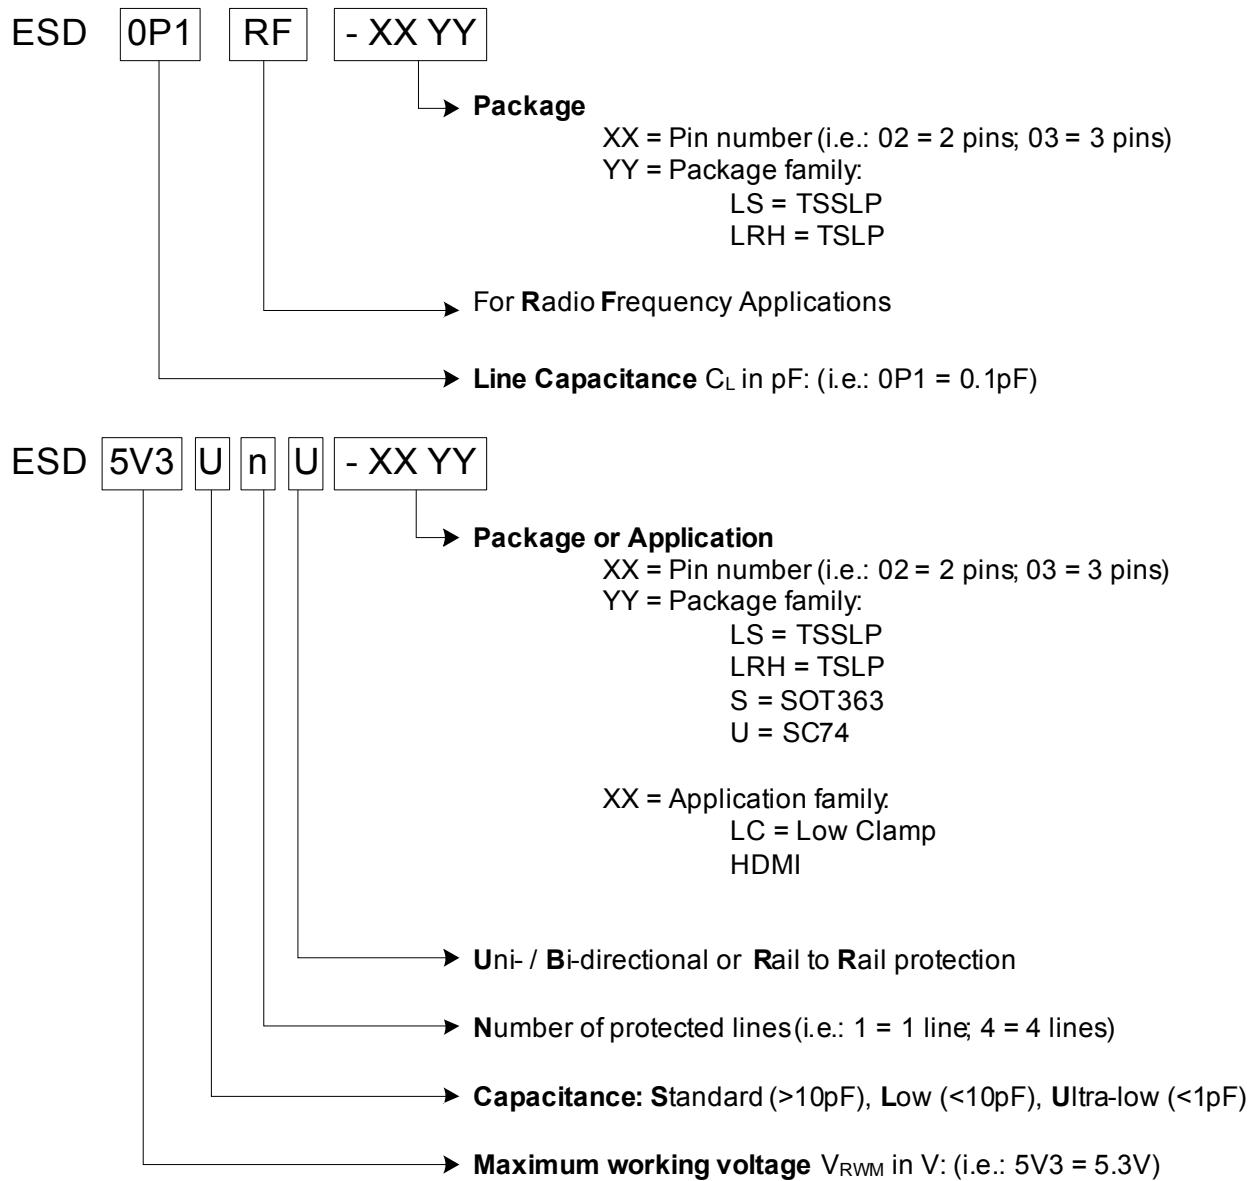 ESD 0P1 RF - XX YY
Package
XX = Pin number (i.e.: 02 = 2 pins; 03 = 3 pins)
YY = Package family:
LS = TSSLP
LRH = TSLP
For Radio Frequency Applications
Line Capacitance CL in pF: (i.e.: 0P1 = 0.1pF)
ESD 5V3 U n U - XX YY
Package or Application
XX = Pin number (i.e.: 02 = 2 pins; 03 = 3 pins)
YY = Package family:
LS = TSSLP
LRH = TSLP
S = SOT363
U = SC74
XX = Application family:
LC = Low Clamp
HDMI
Uni- / Bi-directional or Rail to Rail protection
Number of protected lines (i.e.: 1 = 1 line; 4 = 4 lines)
Capacitance: Standard (>10pF), Low (<10pF), Ultra-low (<1pF)
Maximum working voltage VRWM in V: (i.e.: 5V3 = 5.3V)